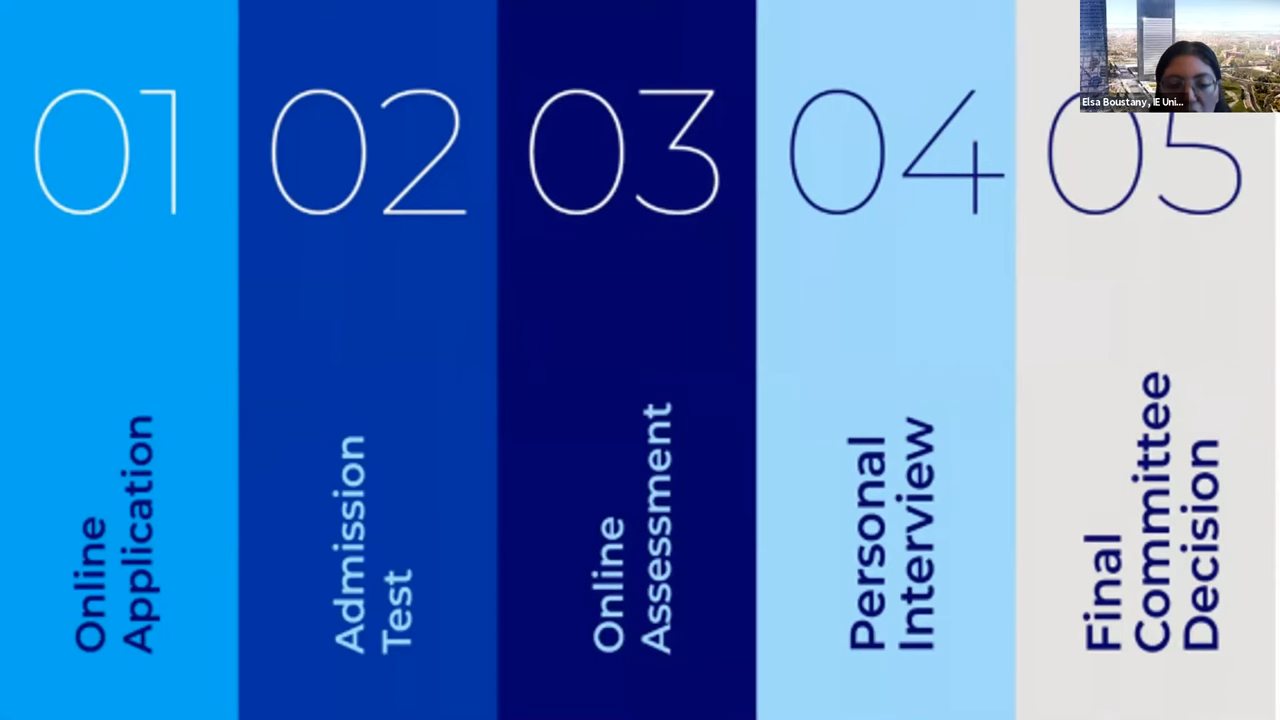 01
02
03
04
05
Elsa Boustany, IE Uni...
Online
Application
Admission
Test
Online
Assessment
Personal
Interview
Final
Committee
Decision